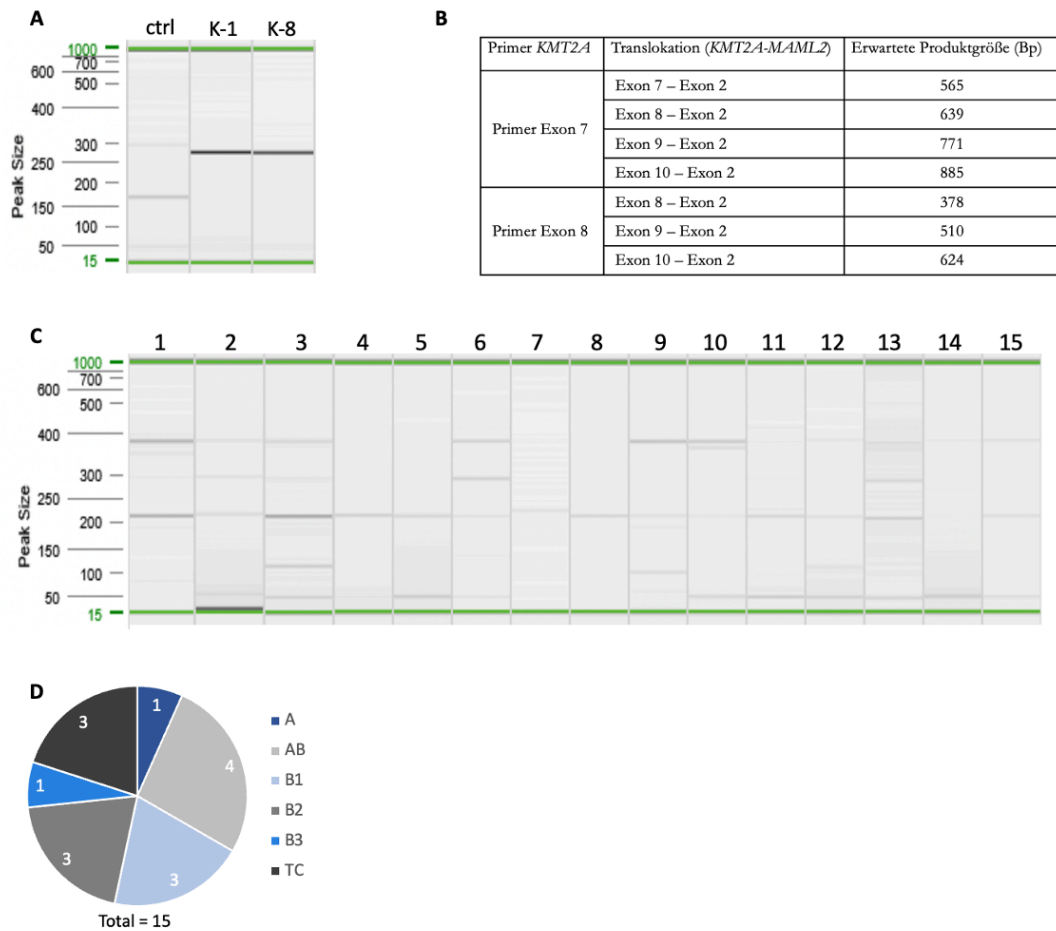 A
ctrl K-1 K-8
1000
700
600
500
400
300
250
200
150
100
50
15
Peak Size
B
Primer KMT2A Translokation (KMT2A-MAML2) Erwartete Produktgröße (Bp)
Primer Exon 7
Exon 7 – Exon 2 565
Exon 8 – Exon 2 639
Exon 9 – Exon 2 771
Exon 10 – Exon 2 885
Primer Exon 8
Exon 8 – Exon 2 378
Exon 9 – Exon 2 510
Exon 10 – Exon 2 624
C
1 2 3 4 5 6 7 8 9 10 11 12 13 14 15
1000
700
600
500
400
300
250
200
150
100
50
15
Peak Size
D
1
4
3
3
1
3
A
AB
B1
B2
B3
TC
Total = 15